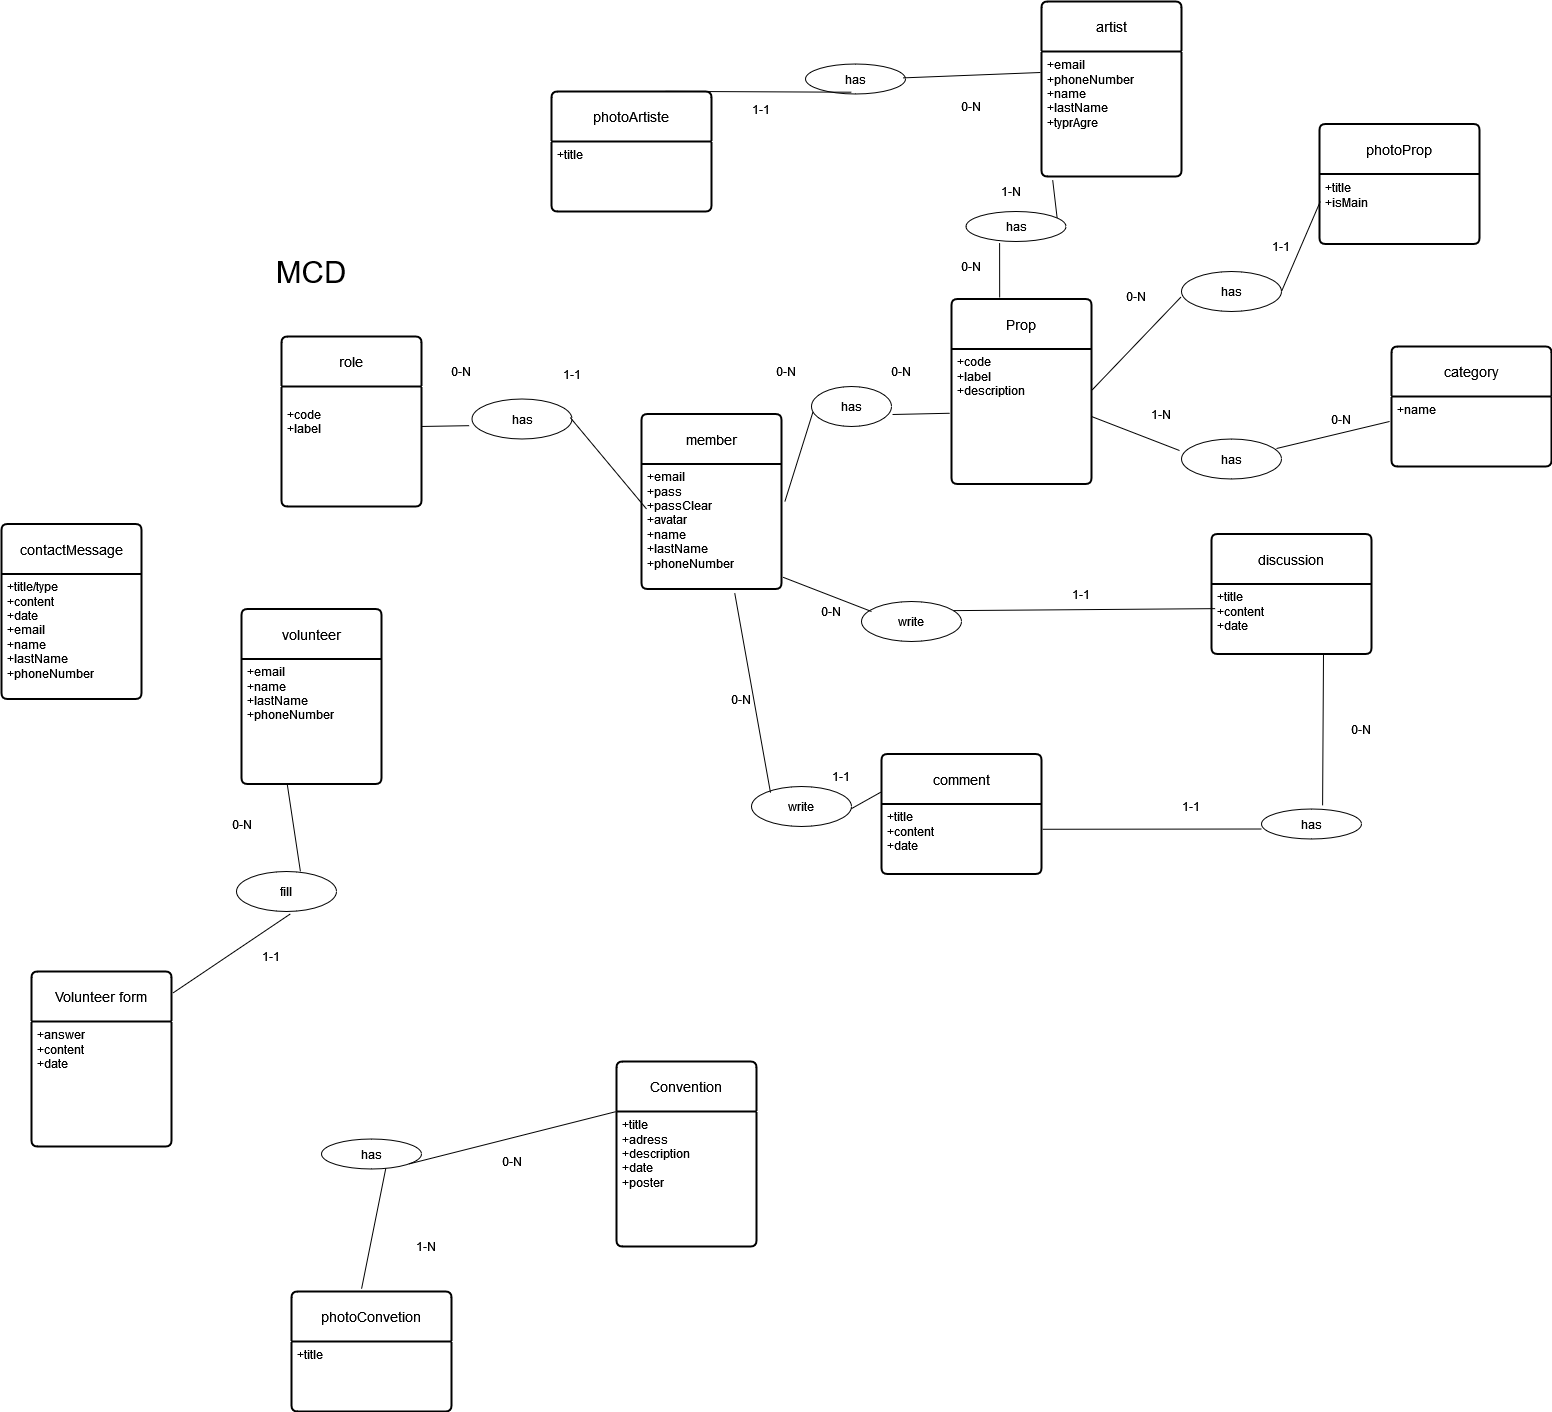 artist
+email
+phoneNumber
+name
+lastName
+typrAgre
has
1-1
0-N
photoArtiste
+title
photoProp
+title
+isMain
1-N
has
0-N
1-1
has
0-N
MCD
Prop
+code
+label
+description
role
+code
+label
0-N
1-1
has
0-N
0-N
has
category
+name
1-N
0-N
has
member
+email
+pass
+passClear
+avatar
+name
+lastName
+phoneNumber
contactMessage
+title/type
+content
+date
+email
+name
+lastName
+phoneNumber
discussion
+title
+content
+date
volunteer
+email
+name
+lastName
+phoneNumber
0-N
write
1-1
0-N
0-N
write
1-1
comment
+title
+content
+date
1-1
has
0-N
fill
1-1
Volunteer form
+answer
+content
+date
Convention
+title
+adress
+description
+date
+poster
has
0-N
1-N
photoConvetion
+title